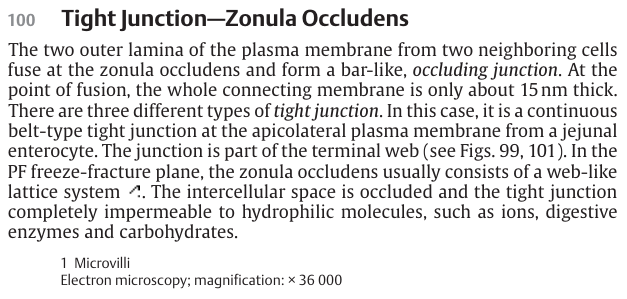 100 Tight Junction—Zonula Occludens
The two outer lamina of the plasma membrane from two neighboring cells
fuse at the zonula occludens and form a bar-like, occluding junction. At the
point of fusion, the whole connecting membrane is only about 15 nm thick.
There are three different types of tight junction. In this case, it is a continuous
belt-type tight junction at the apicolateral plasma membrane from a jejunal
enterocyte. The junction is part of the terminal web (see Figs. 99, 101). In the
PF freeze-fracture plane, the zonula occludens usually consists of a web-like
lattice system . The intercellular space is occluded and the tight junction
completely impermeable to hydrophilic molecules, such as ions, digestive
enzymes and carbohydrates.
1 Microvilli
Electron microscopy; magnification: × 36 000